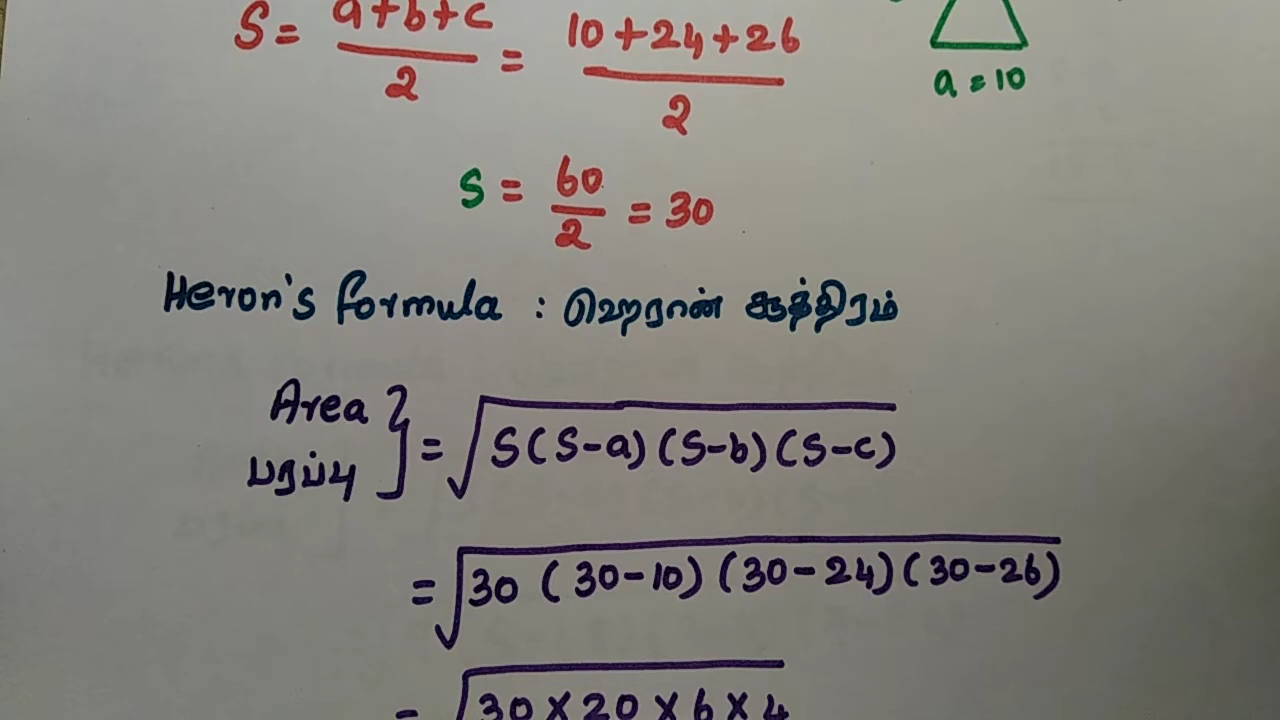 S = a+b+c / 2 = 10+24+26 / 2
a = 10
S = 60 / 2 = 30
Heron's formula : ஹெரான் சூத்திரம்
Area பரப்பு } = √S(S-a)(S-b)(S-c)
= √30 (30-10) (30-24) (30-26)
= √30 × 20 × 6 × 4